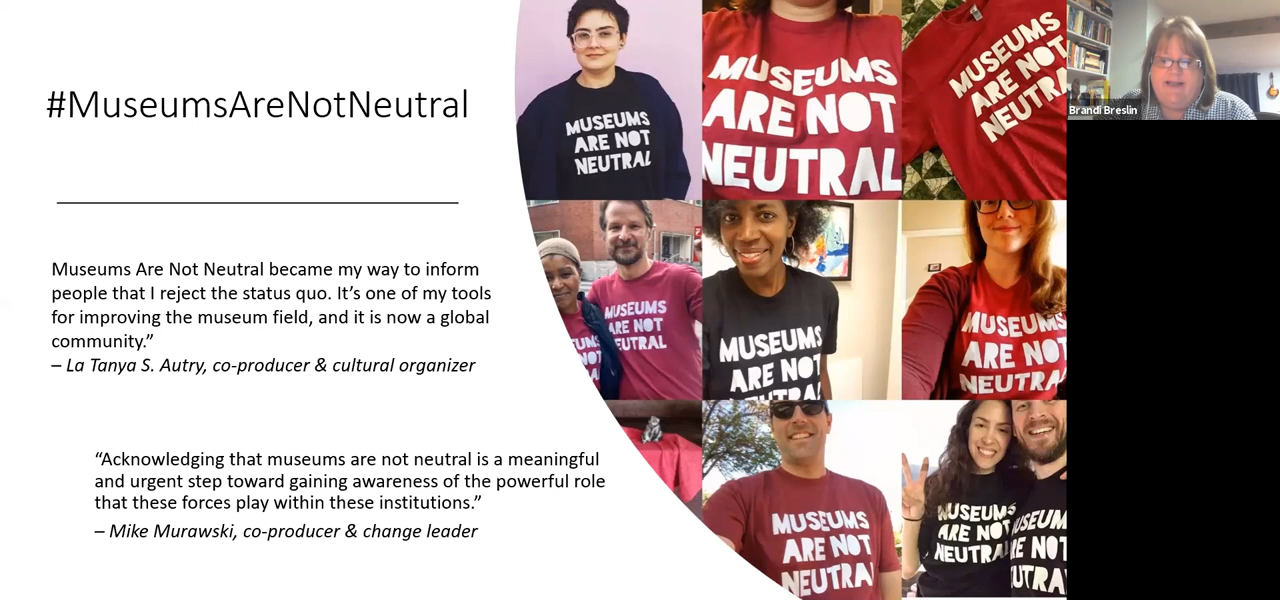 #MuseumsAreNotNeutral
Museums Are Not Neutral became my way to inform
people that I reject the status quo. It’s one of my tools
for improving the museum field, and it is now a global
community.”
– La Tanya S. Autry, co-producer & cultural organizer
“Acknowledging that museums are not neutral is a meaningful
and urgent step toward gaining awareness of the powerful role
that these forces play within these institutions.”
– Mike Murawski, co-producer & change leader
MUSEUMS
ARE NOT
NEUTRAL
MUSEUMS
ARE NOT
NEUTRAL
MUSEUMS
ARE NOT
NEUTRA
Brandi Breslin
MUSEUMS
ARE NOT
NEUTRAL
MUSEUMS
ARE NOT
NEUTRAL
MUSEUMS
ARE NOT
NEUTRAL
MUSEUMS
ARE NOT
NEUTRAL
MUSEUMS
ARE NOT
NEUTRAL